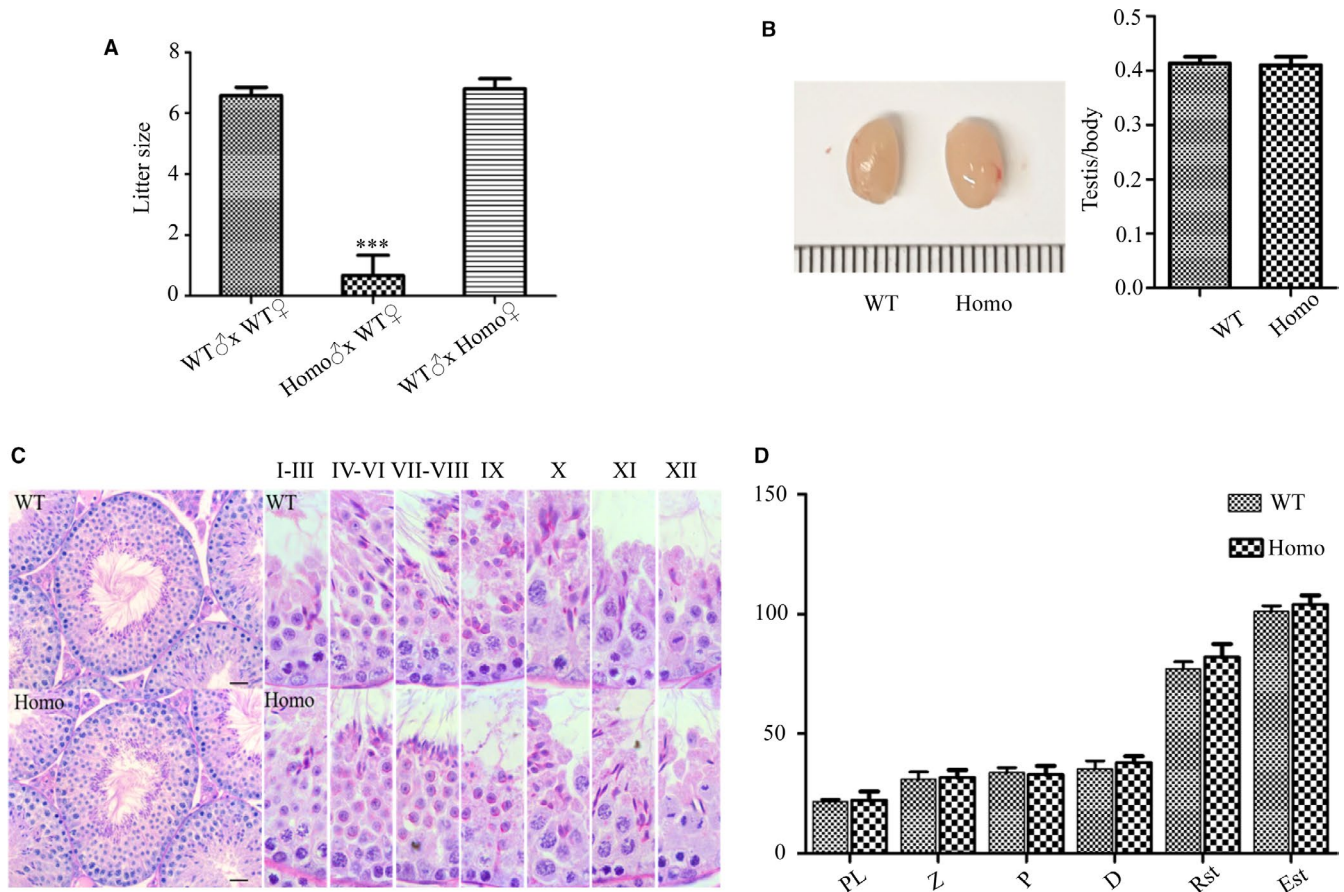 A
8
6
4
2
0
Litter size
***
WT♂x WT♀
Homo♂x WT♀
WT♂x Homo♀
B
WT
Homo
0.5
0.4
0.3
0.2
0.1
0.0
Testis/body
WT
Homo
C
I-III IV-VI VII-VIII IX X XI XII
WT
WT
Homo
Homo
D
150
100
50
0
WT
Homo
PL
Z
P
D
Rst
Est